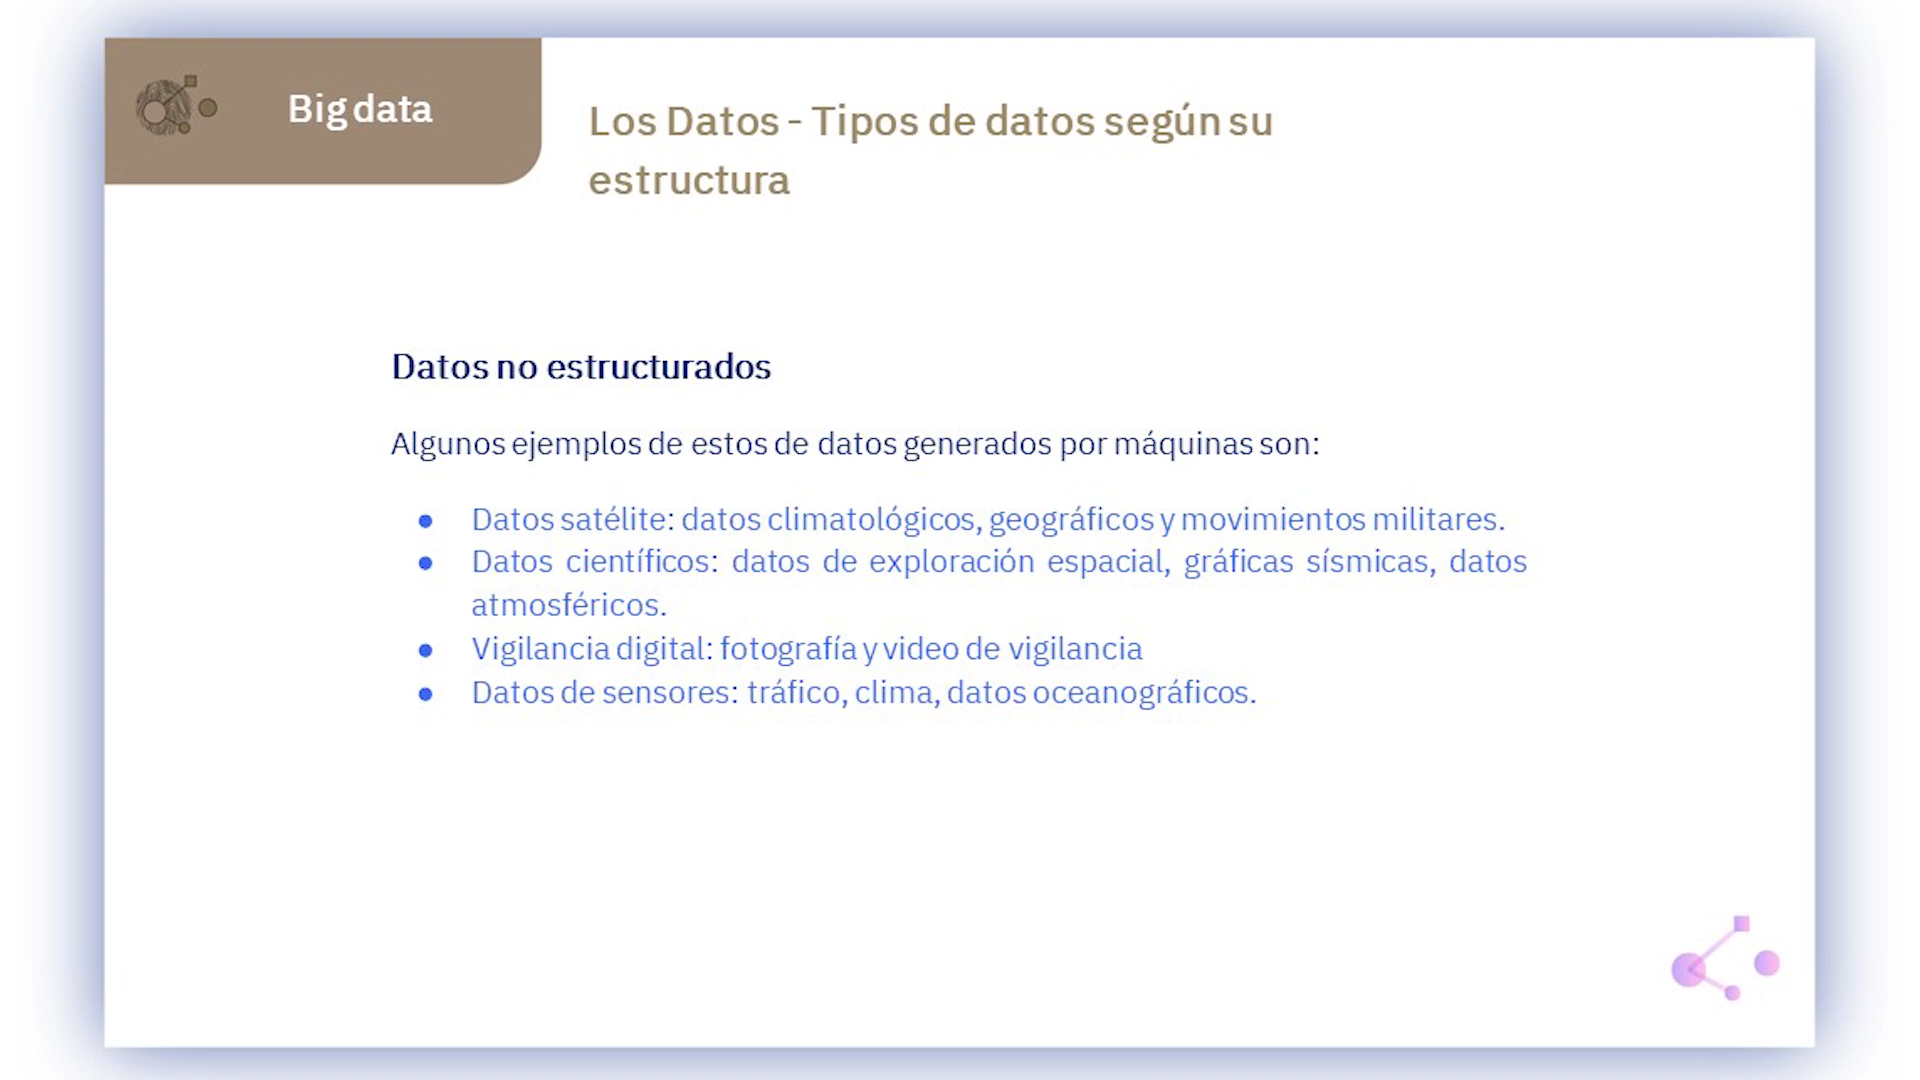 Big data
Los Datos - Tipos de datos según su
estructura
Datos no estructurados
Algunos ejemplos de estos de datos generados por máquinas son:
● Datos satélite: datos climatológicos, geográficos y movimientos militares.
● Datos científicos: datos de exploración espacial, gráficas sísmicas, datos
atmosféricos.
● Vigilancia digital: fotografía y video de vigilancia
● Datos de sensores: tráfico, clima, datos oceanográficos.